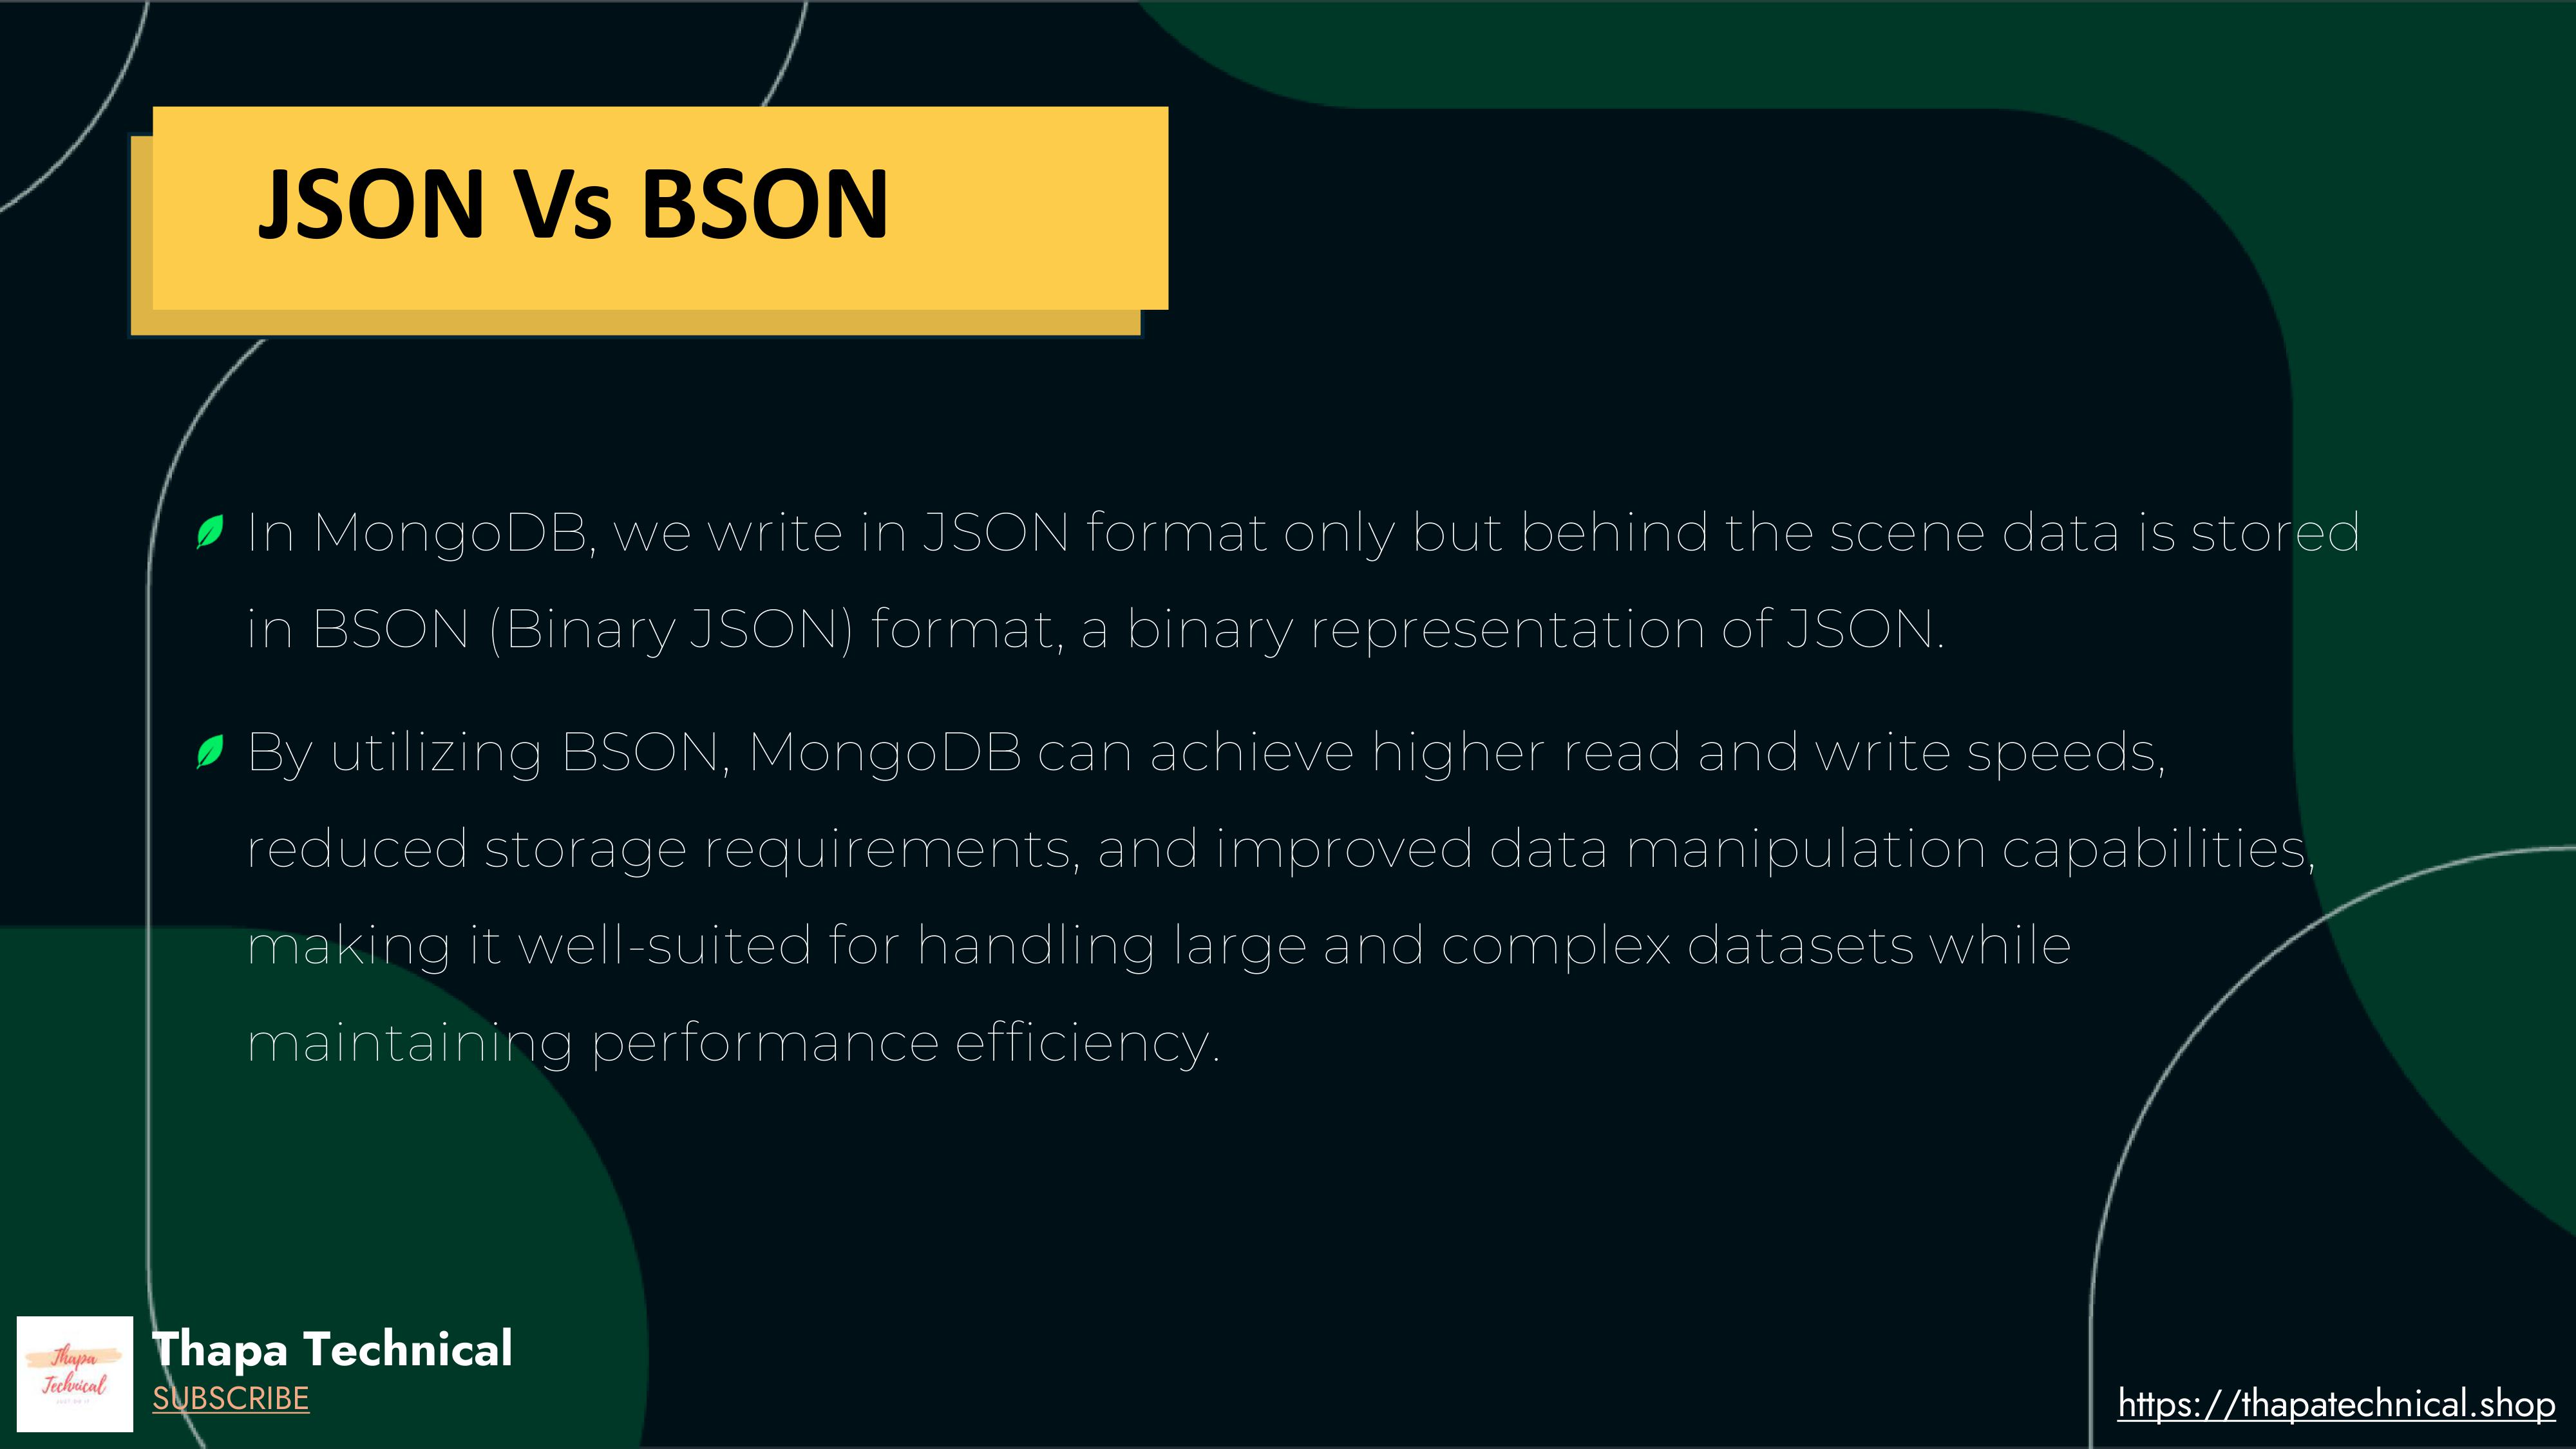 JSON Vs BSON
In MongoDB, we write in JSON format only but behind the scene data is stored
in BSON (Binary JSON) format, a binary representation of JSON.
By utilizing BSON, MongoDB can achieve higher read and write speeds,
reduced storage requirements, and improved data manipulation capabilities,
making it well-suited for handling large and complex datasets while
maintaining performance efficiency.
Thapa
Technical
Thapa Technical
SUBSCRIBE
https://thapatechnical.shop